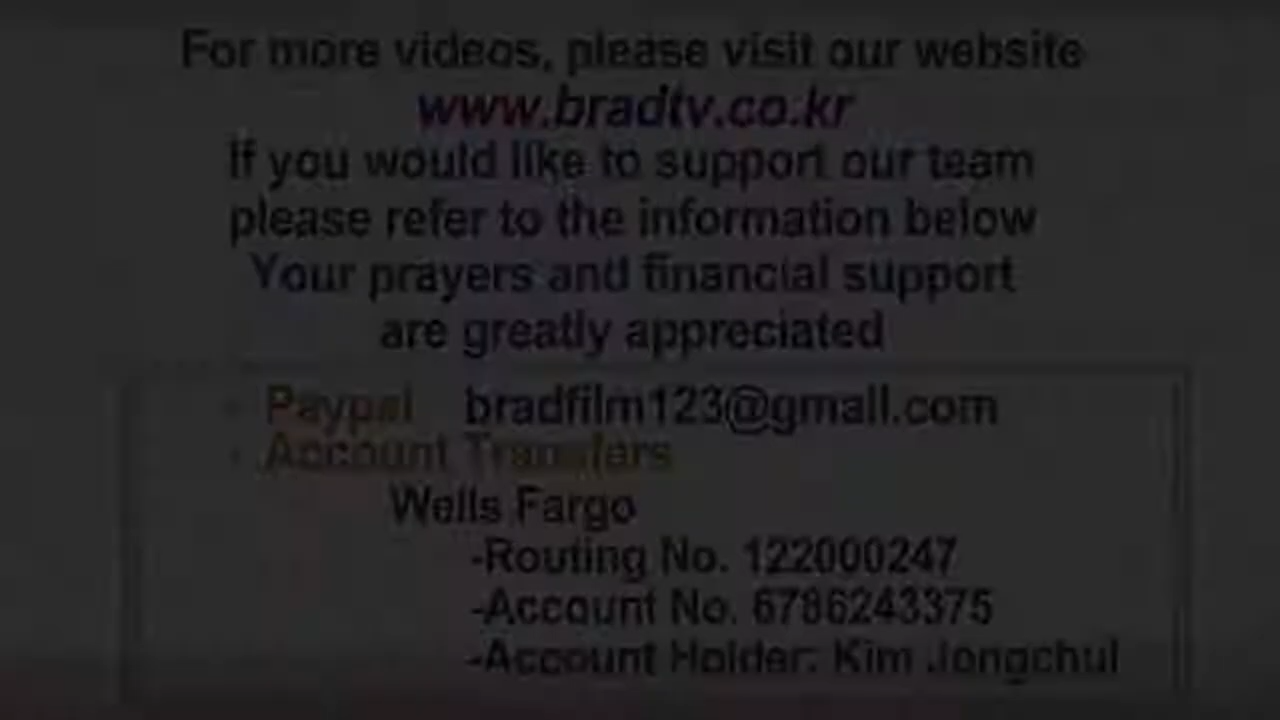 For more videos, please visit our website
www.bradtv.co.kr
If you would like to support our team
please refer to the information below
Your prayers and financial support
are greatly appreciated
- Paypal bradfilm123@gmail.com
- Account Transfers
Wells Fargo
-Routing No. 122000247
-Account No. 6786243375
-Account Holder: Kim Jongchul